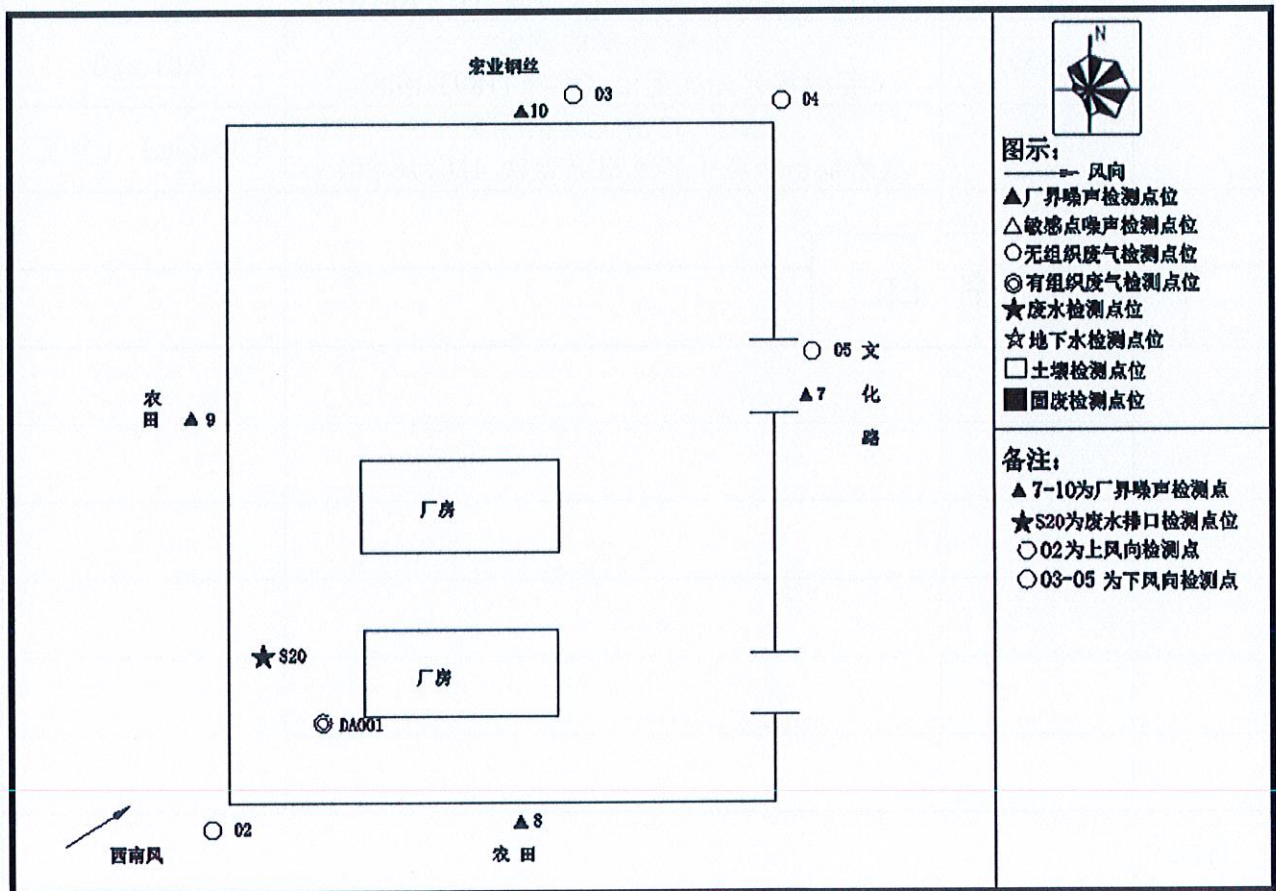 宏业钢丝
○ 03
▲10
○ 04
○ 05
文
化
路
▲7
农
田
▲ 9
厂房
厂房
★ S20
◎ DA001
○ 02
▲8
西南风
农 田
N
图示：
风向
▲厂界噪声检测点位
△敏感点噪声检测点位
○无组织废气检测点位
◎有组织废气检测点位
★废水检测点位
☆地下水检测点位
□土壤检测点位
■固废检测点位
备注：
▲ 7-10为厂界噪声检测点
★ S20为废水排口检测点位
○02为上风向检测点
○03-05 为下风向检测点